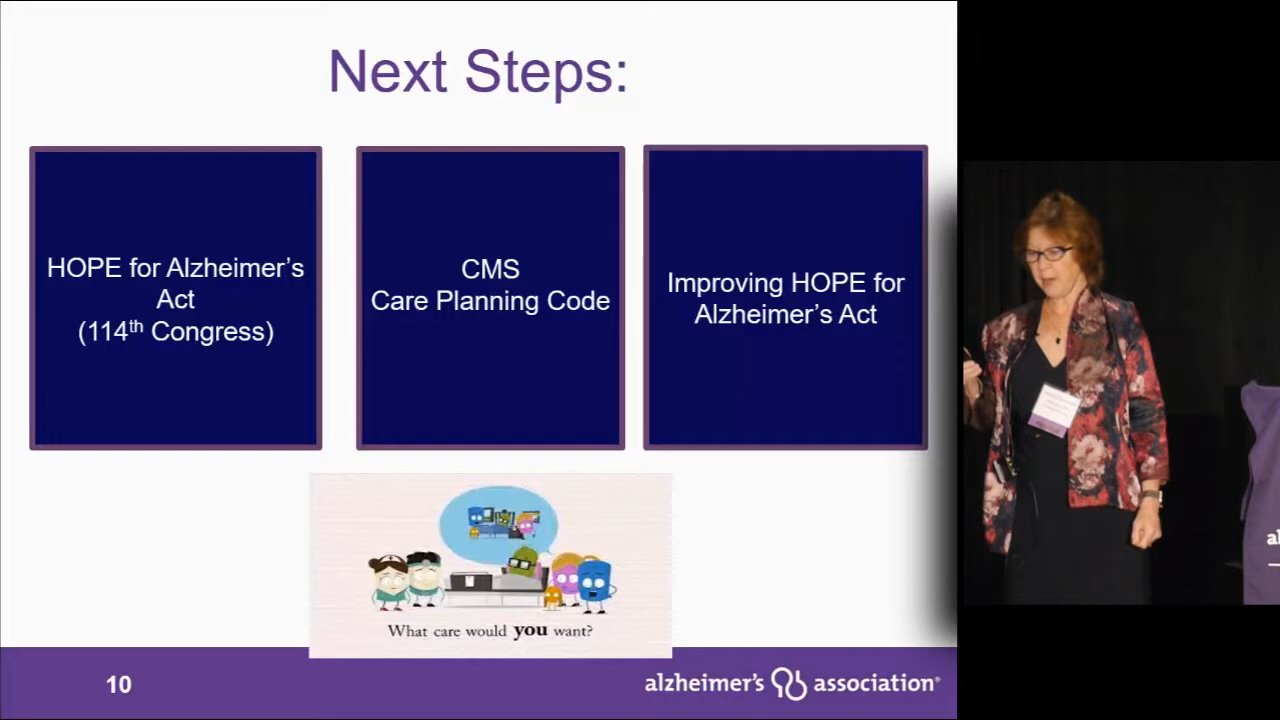 Next Steps:
HOPE for Alzheimer's
Act
(114th Congress)
CMS
Care Planning Code
Improving HOPE for
Alzheimer's Act
What care would you want?
10
alzheimer's association®